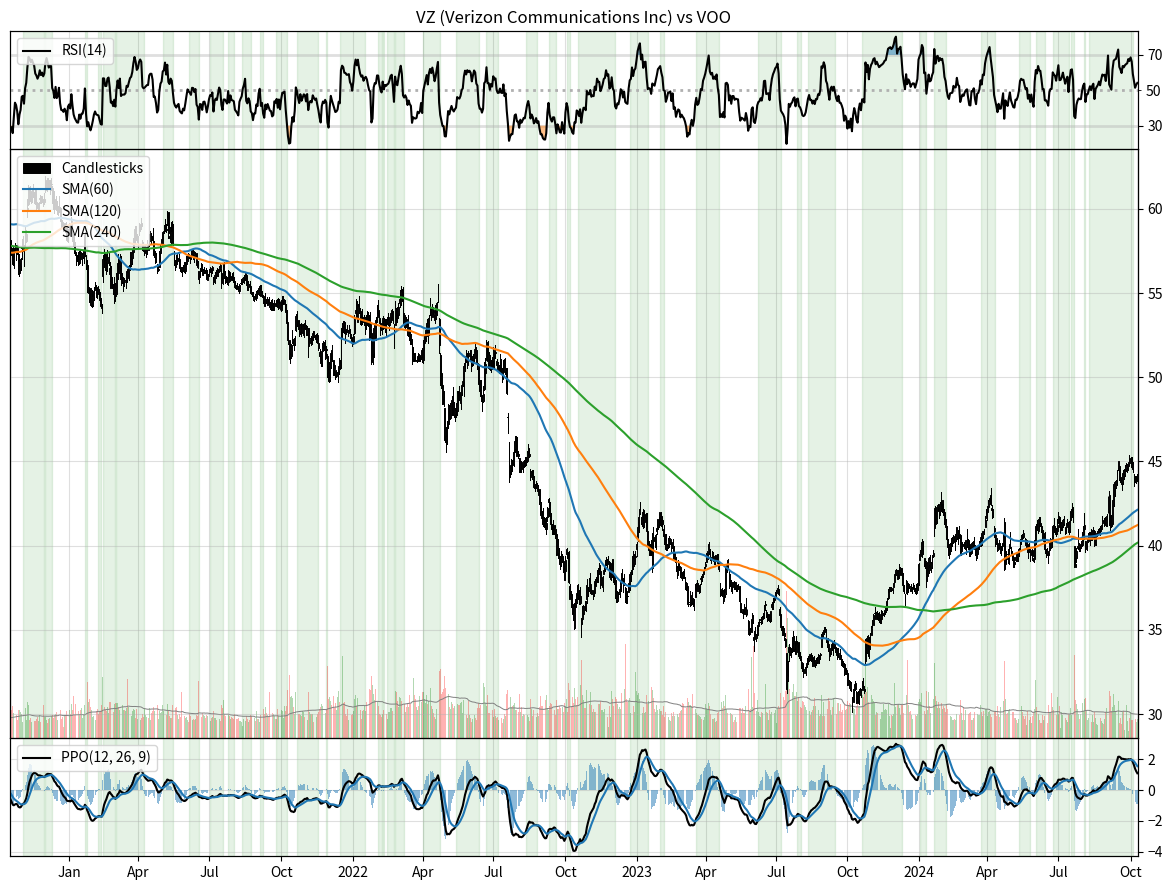 VZ (Verizon Communications Inc) vs VOO
RSI(14)
70
50
30
Candlesticks
SMA(60)
SMA(120)
SMA(240)
60
55
50
45
40
35
30
PPO(12, 26, 9)
2
0
−2
−4
Jan Apr Jul Oct 2022 Apr Jul Oct 2023 Apr Jul Oct 2024 Apr Jul Oct